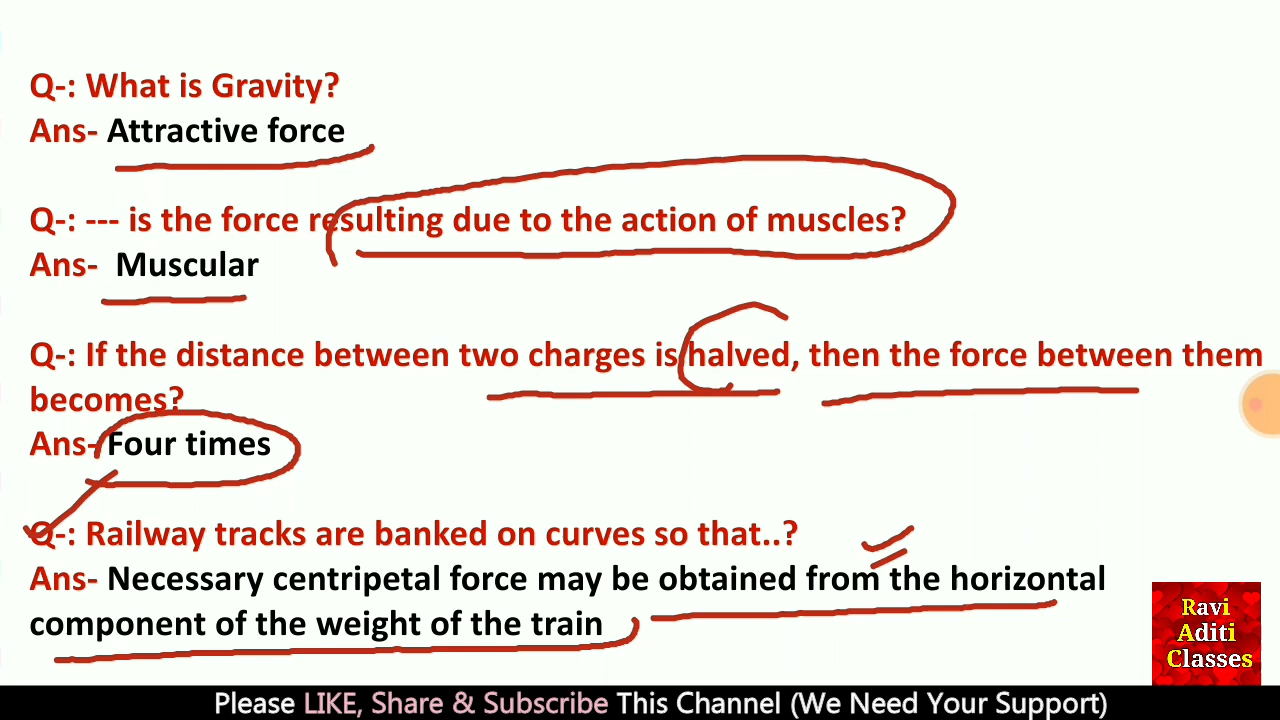 Q-: What is Gravity?
Ans- Attractive force
Q-: --- is the force resulting due to the action of muscles?
Ans- Muscular
Q-: If the distance between two charges is halved, then the force between them
becomes?
Ans- Four times
Q-: Railway tracks are banked on curves so that..?
Ans- Necessary centripetal force may be obtained from the horizontal
component of the weight of the train
Ravi
Aditi
Classes
Please LIKE, Share & Subscribe This Channel (We Need Your Support)